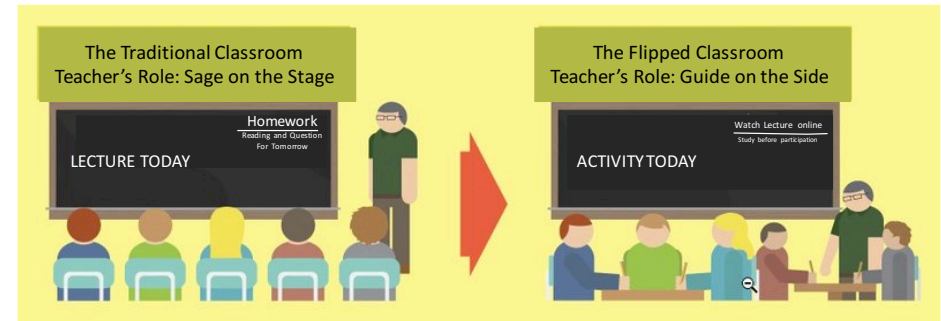 The Traditional Classroom
Teacher's Role: Sage on the Stage
Homework
Reading and Question
For Tomorrow
LECTURE TODAY
The Flipped Classroom
Teacher's Role: Guide on the Side
Watch Lecture online
Study before participation
ACTIVITY TODAY